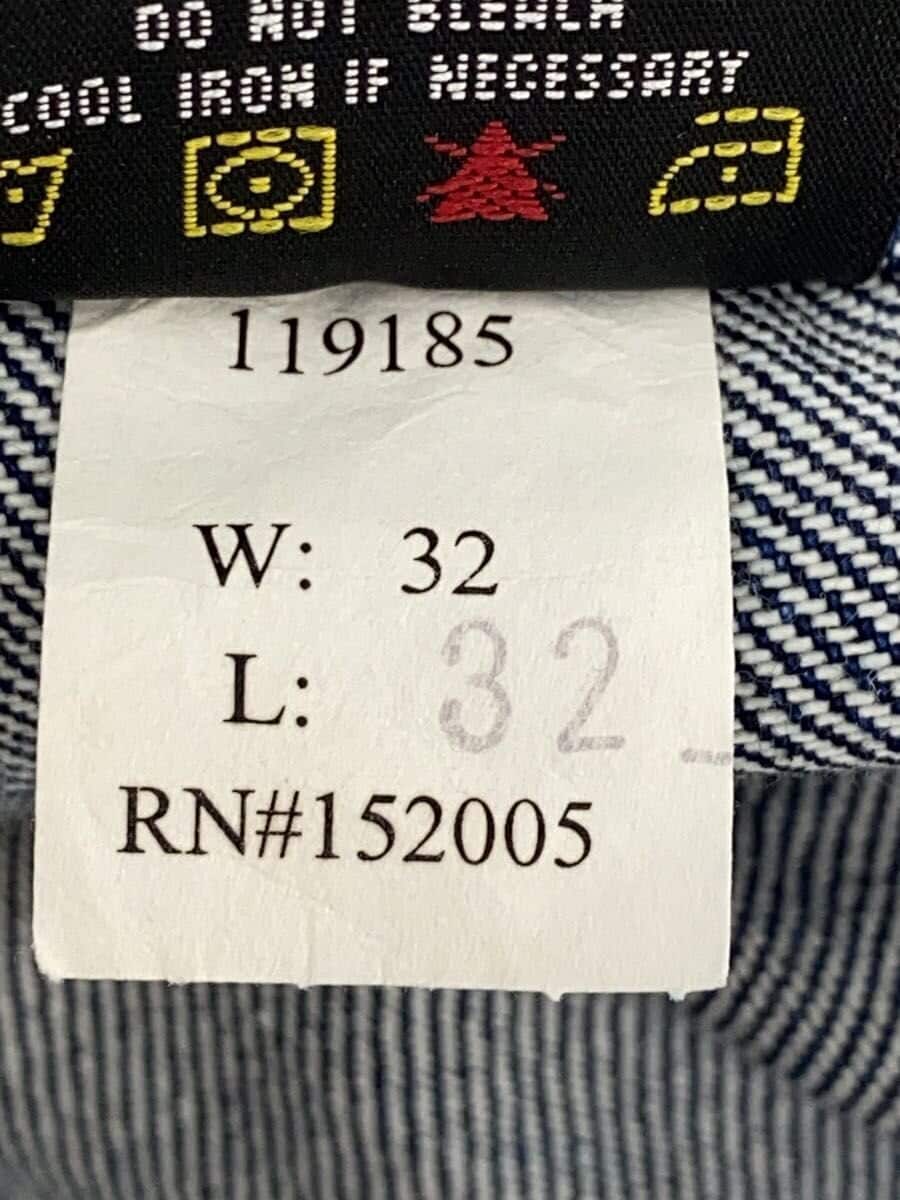 DO NOT BLEACH
COOL IRON IF NECESSARY
119185
W: 32
L: 32
RN#152005